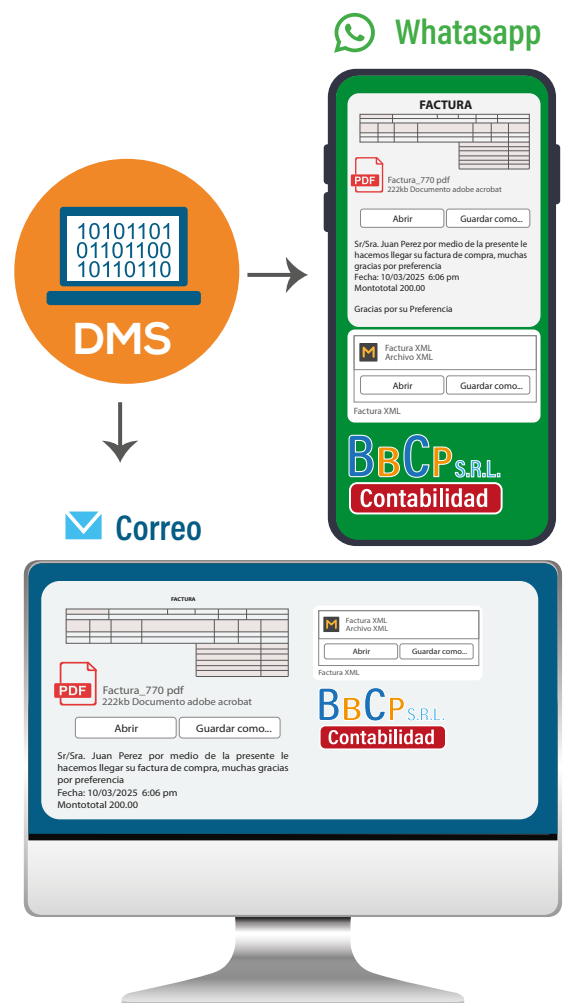 Whatasapp
FACTURA
PDF
Factura_770 pdf
222kb Documento adobe acrobat
Abrir
Guardar como...
Sr/Sra. Juan Perez por medio de la presente le
hacemos llegar su factura de compra, muchas
gracias por preferencia
Fecha: 10/03/2025 6:06 pm
Montototal 200.00
Gracias por su Preferencia
M
Factura XML
Archivo XML
Abrir
Guardar como...
Factura XML
BBCP S.R.L.
Contabilidad
10101101
01101100
10110110
DMS
Correo
FACTURA
PDF
Factura_770 pdf
222kb Documento adobe acrobat
Abrir
Guardar como...
Sr/Sra. Juan Perez por medio de la presente le
hacemos llegar su factura de compra, muchas gracias
por preferencia
Fecha: 10/03/2025 6:06 pm
Montototal 200.00
M
Factura XML
Archivo XML
Abrir
Guardar como...
Factura XML
BBCP S.R.L.
Contabilidad